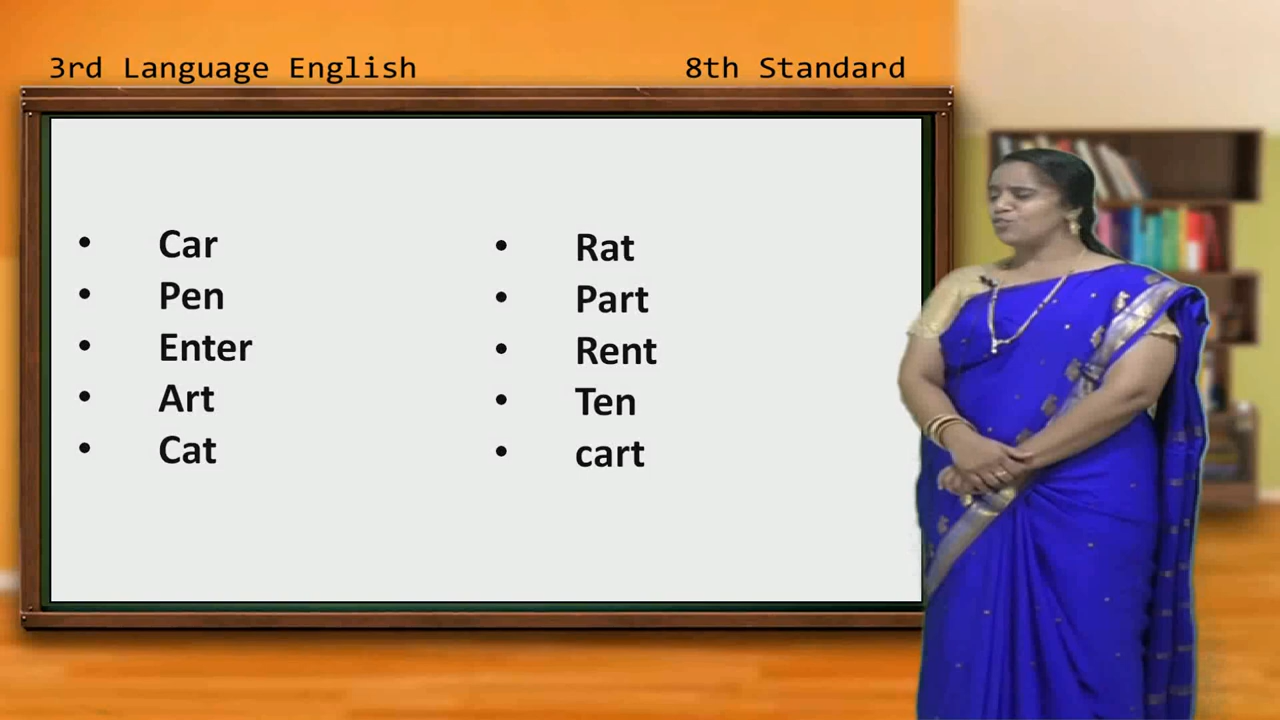 3rd Language English 8th Standard
• Car
• Pen
• Enter
• Art
• Cat
• Rat
• Part
• Rent
• Ten
• cart